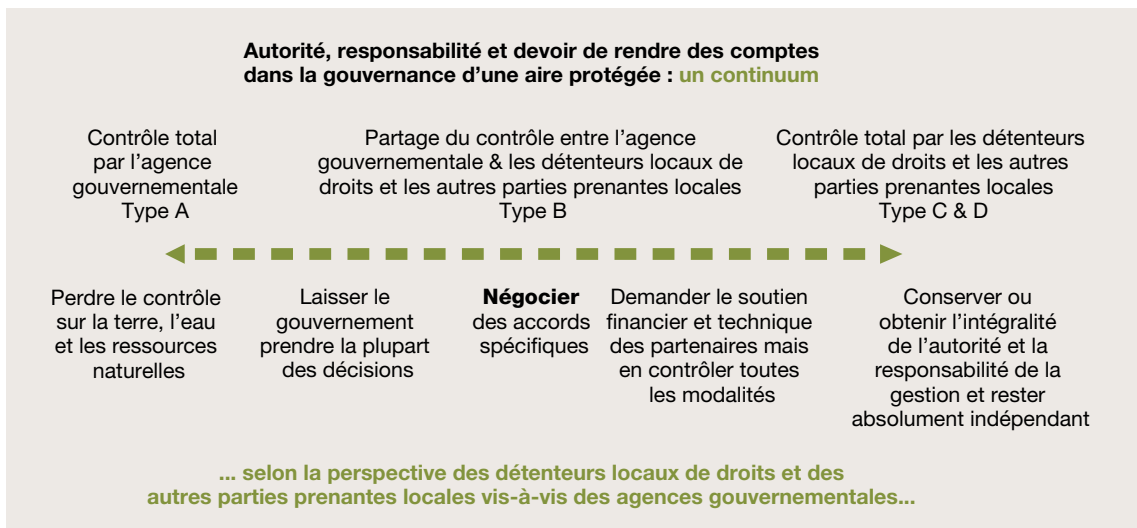 Autorité, responsabilité et devoir de rendre des comptes
dans la gouvernance d’une aire protégée : un continuum
Contrôle total
par l’agence
gouvernementale
Type A
Partage du contrôle entre l’agence
gouvernementale & les détenteurs locaux de
droits et les autres parties prenantes locales
Type B
Contrôle total par les détenteurs
locaux de droits et les autres
parties prenantes locales
Type C & D
Perdre le contrôle
sur la terre, l’eau
et les ressources
naturelles
Laisser le
gouvernement
prendre la plupart
des décisions
Négocier
des accords
spécifiques
Demander le soutien
financier et technique
des partenaires mais
en contrôler toutes
les modalités
Conserver ou
obtenir l’intégralité
de l’autorité et la
responsabilité de la
gestion et rester
absolument indépendant
... selon la perspective des détenteurs locaux de droits et des
autres parties prenantes locales vis-à-vis des agences gouvernementales...